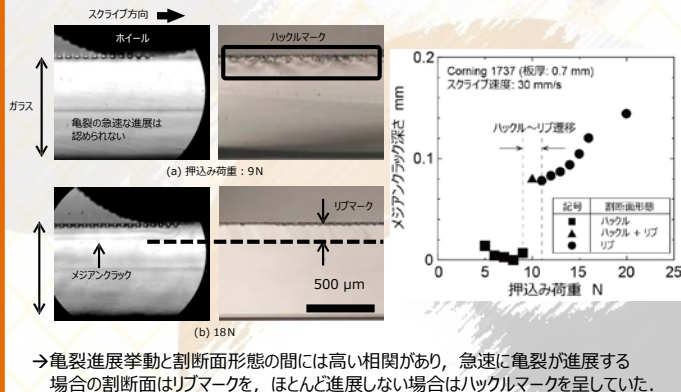 スクライブ方向
ホイール
ハックルマーク
ガラス
亀裂の急速な進展は
認められない
(a) 押込み荷重：9N
リブマーク
メジアンクラック
500 μm
(b) 18N
0.2
Corning 1737 (板厚: 0.7 mm)
スクライブ速度: 30 mm/s
ハックル～リブ遷移
メジアンクラック深さ mm
0.1
記号 割断面形態
■ ハックル
▲ ハックル + リブ
● リブ
0
0 5 10 15 20 25
押込み荷重 N
→亀裂進展挙動と割断面形態の間には高い相関があり，急速に亀裂が進展する
場合の割断面はリブマークを，ほとんど進展しない場合はハックルマークを呈していた．